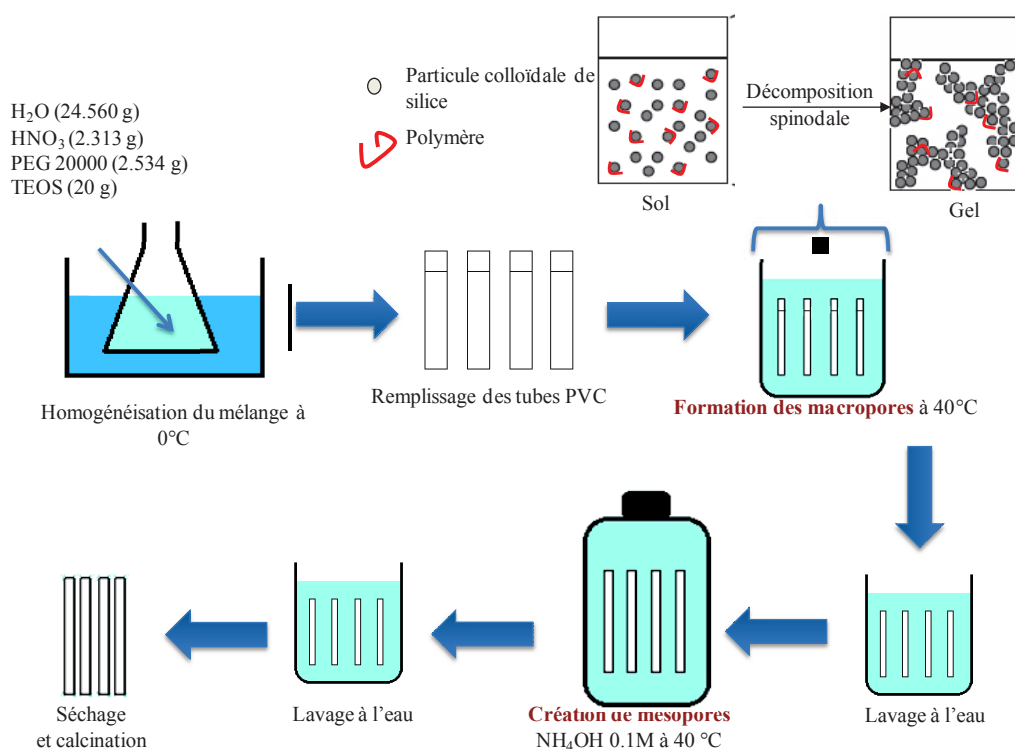 H₂O (24.560 g)
HNO₃ (2.313 g)
PEG 20000 (2.534 g)
TEOS (20 g)
Particule colloïdale de
silice
Polymère
Sol
Décomposition
spinodale
Gel
Homogénéisation du mélange à
0°C
Remplissage des tubes PVC
Formation des macropores à 40°C
Lavage à l'eau
Création de mésopores
NH₄OH 0.1M à 40 °C
Lavage à l'eau
Séchage
et calcination